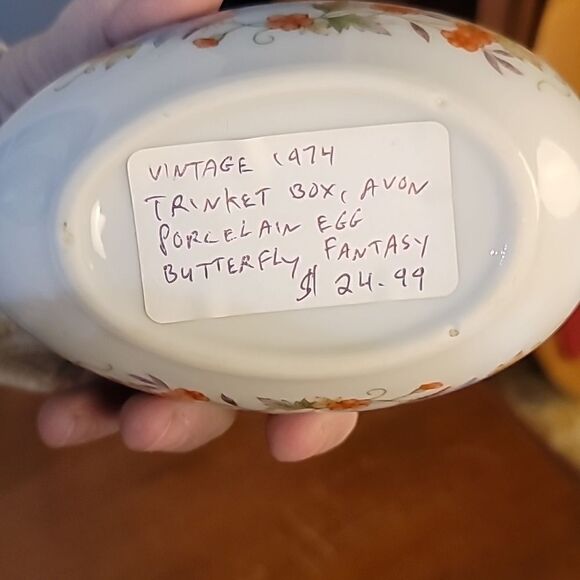 VINTAGE 1974
TRINKET BOX, AVON
PORCELAIN EGG
BUTTERFLY FANTASY
$ 24.99